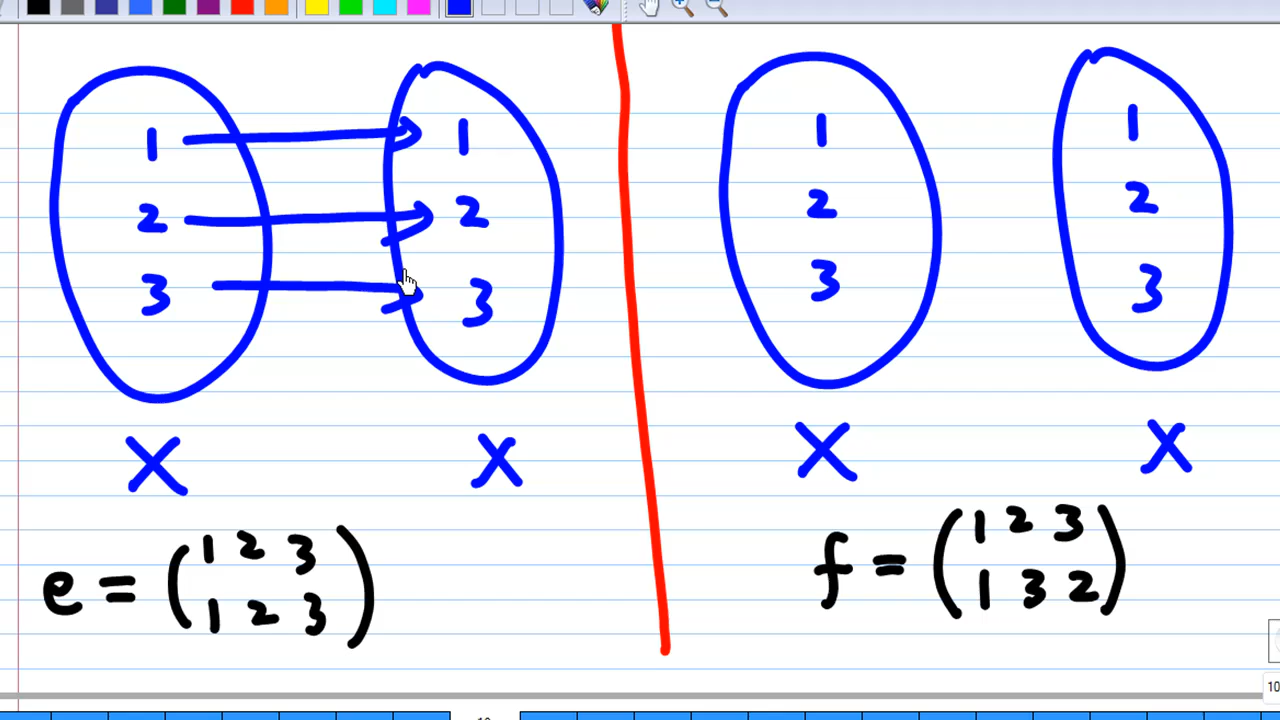 1 1
2 2
3 3
X X
e = (1 2 3
1 2 3)
1 1
2 2
3 3
X X
f = (1 2 3
1 3 2)
10